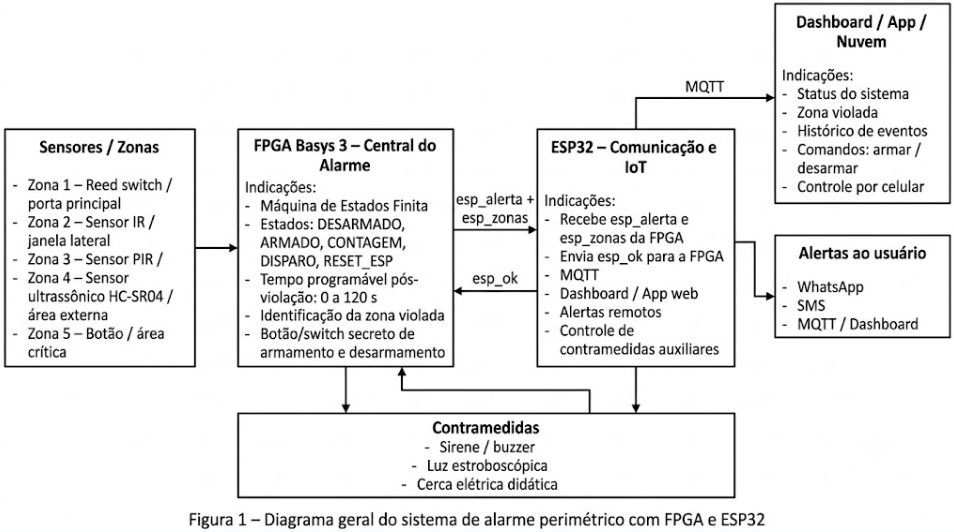 Sensores / Zonas
- Zona 1 – Reed switch /
porta principal
- Zona 2 – Sensor IR /
janela lateral
- Zona 3 – Sensor PIR /
- Zona 4 – Sensor
ultrassônico HC-SR04 /
área externa
- Zona 5 – Botão / área
crítica
FPGA Basys 3 – Central do
Alarme
Indicações:
- Máquina de Estados Finita
- Estados: DESARMADO,
ARMADO, CONTAGEM,
DISPARO, RESET_ESP
- Tempo programável pós-
violação: 0 a 120 s
- Identificação da zona violada
- Botão/switch secreto de
armamento e desarmamento
esp_alerta +
esp_zonas
esp_ok
ESP32 – Comunicação e
IoT
Indicações:
- Recebe esp_alerta e
esp_zonas da FPGA
- Envia esp_ok para a FPGA
- MQTT
- Dashboard / App web
- Alertas remotos
- Controle de
contramedidas auxiliares
MQTT
Dashboard / App /
Nuvem
Indicações:
- Status do sistema
- Zona violada
- Histórico de eventos
- Comandos: armar /
desarmar
- Controle por celular
Alertas ao usuário
- WhatsApp
- SMS
- MQTT / Dashboard
Contramedidas
- Sirene / buzzer
- Luz estroboscópica
- Cerca elétrica didática
Figura 1 – Diagrama geral do sistema de alarme perimétrico com FPGA e ESP32